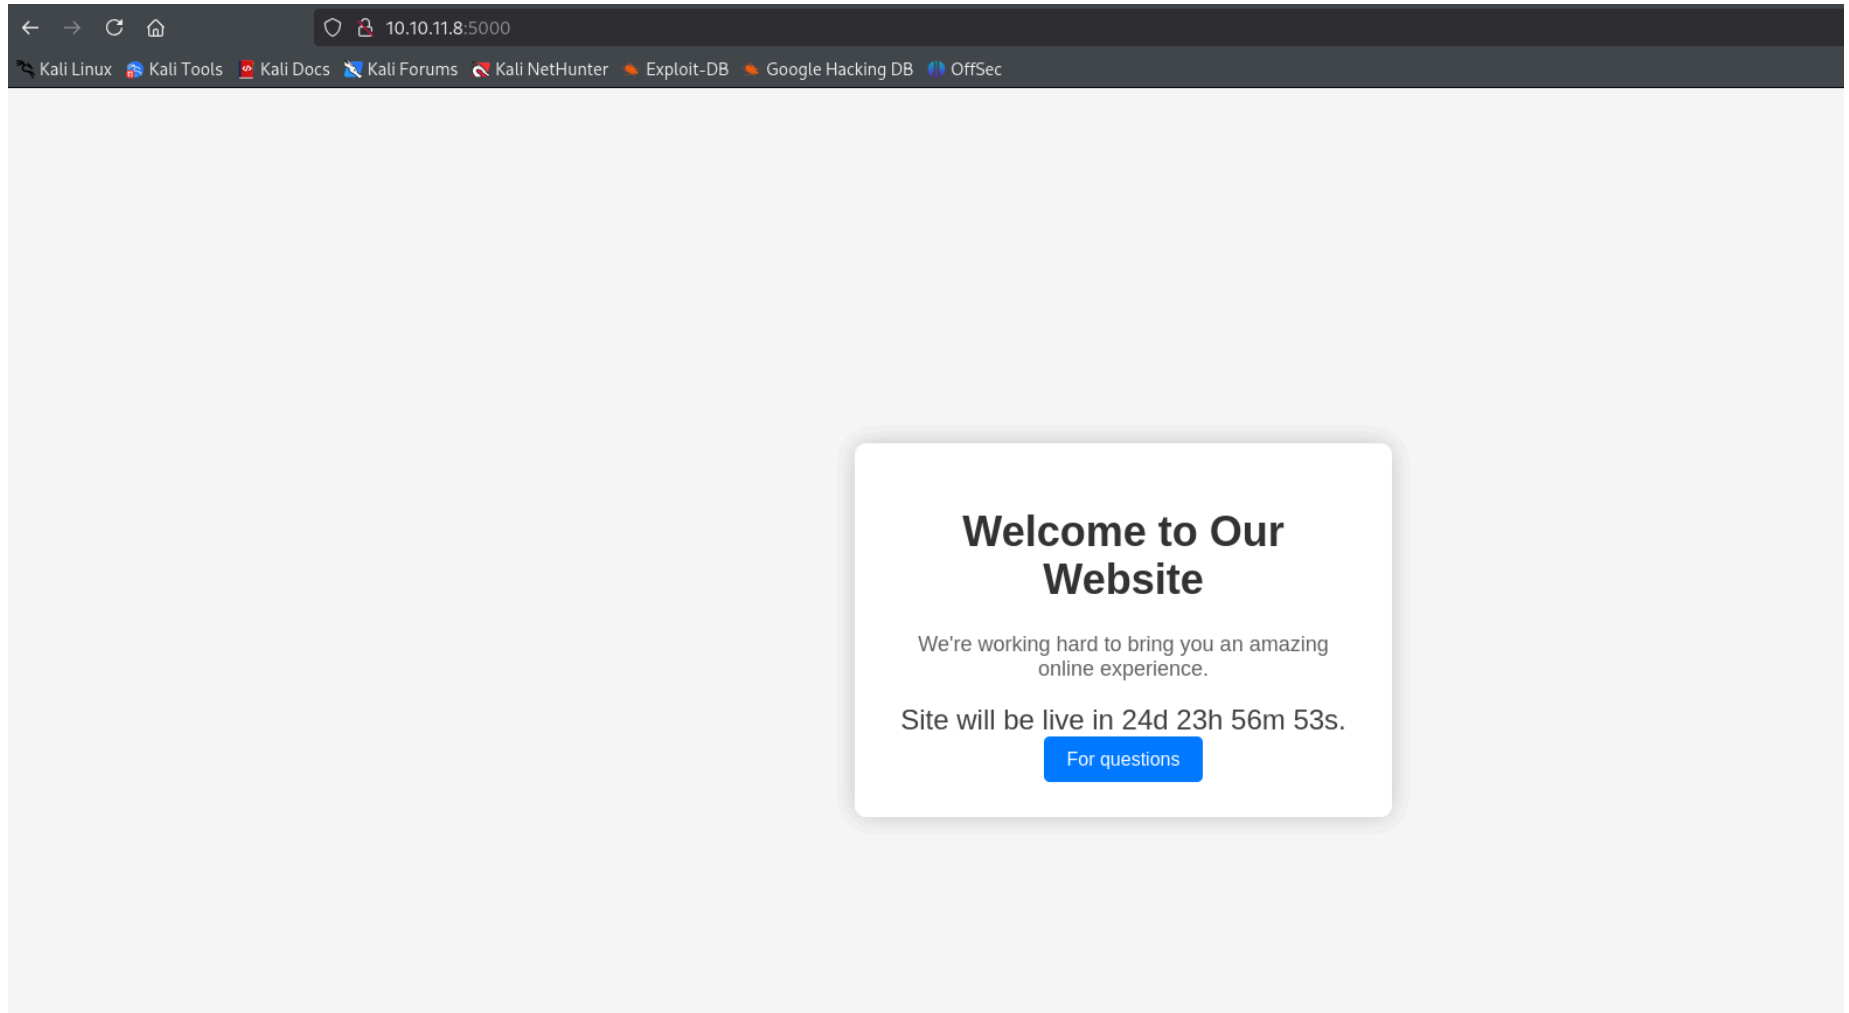 10.10.11.8:5000
Kali Linux Kali Tools Kali Docs Kali Forums Kali NetHunter Exploit-DB Google Hacking DB OffSec
Welcome to Our
Website
We're working hard to bring you an amazing
online experience.
Site will be live in 24d 23h 56m 53s.
For questions